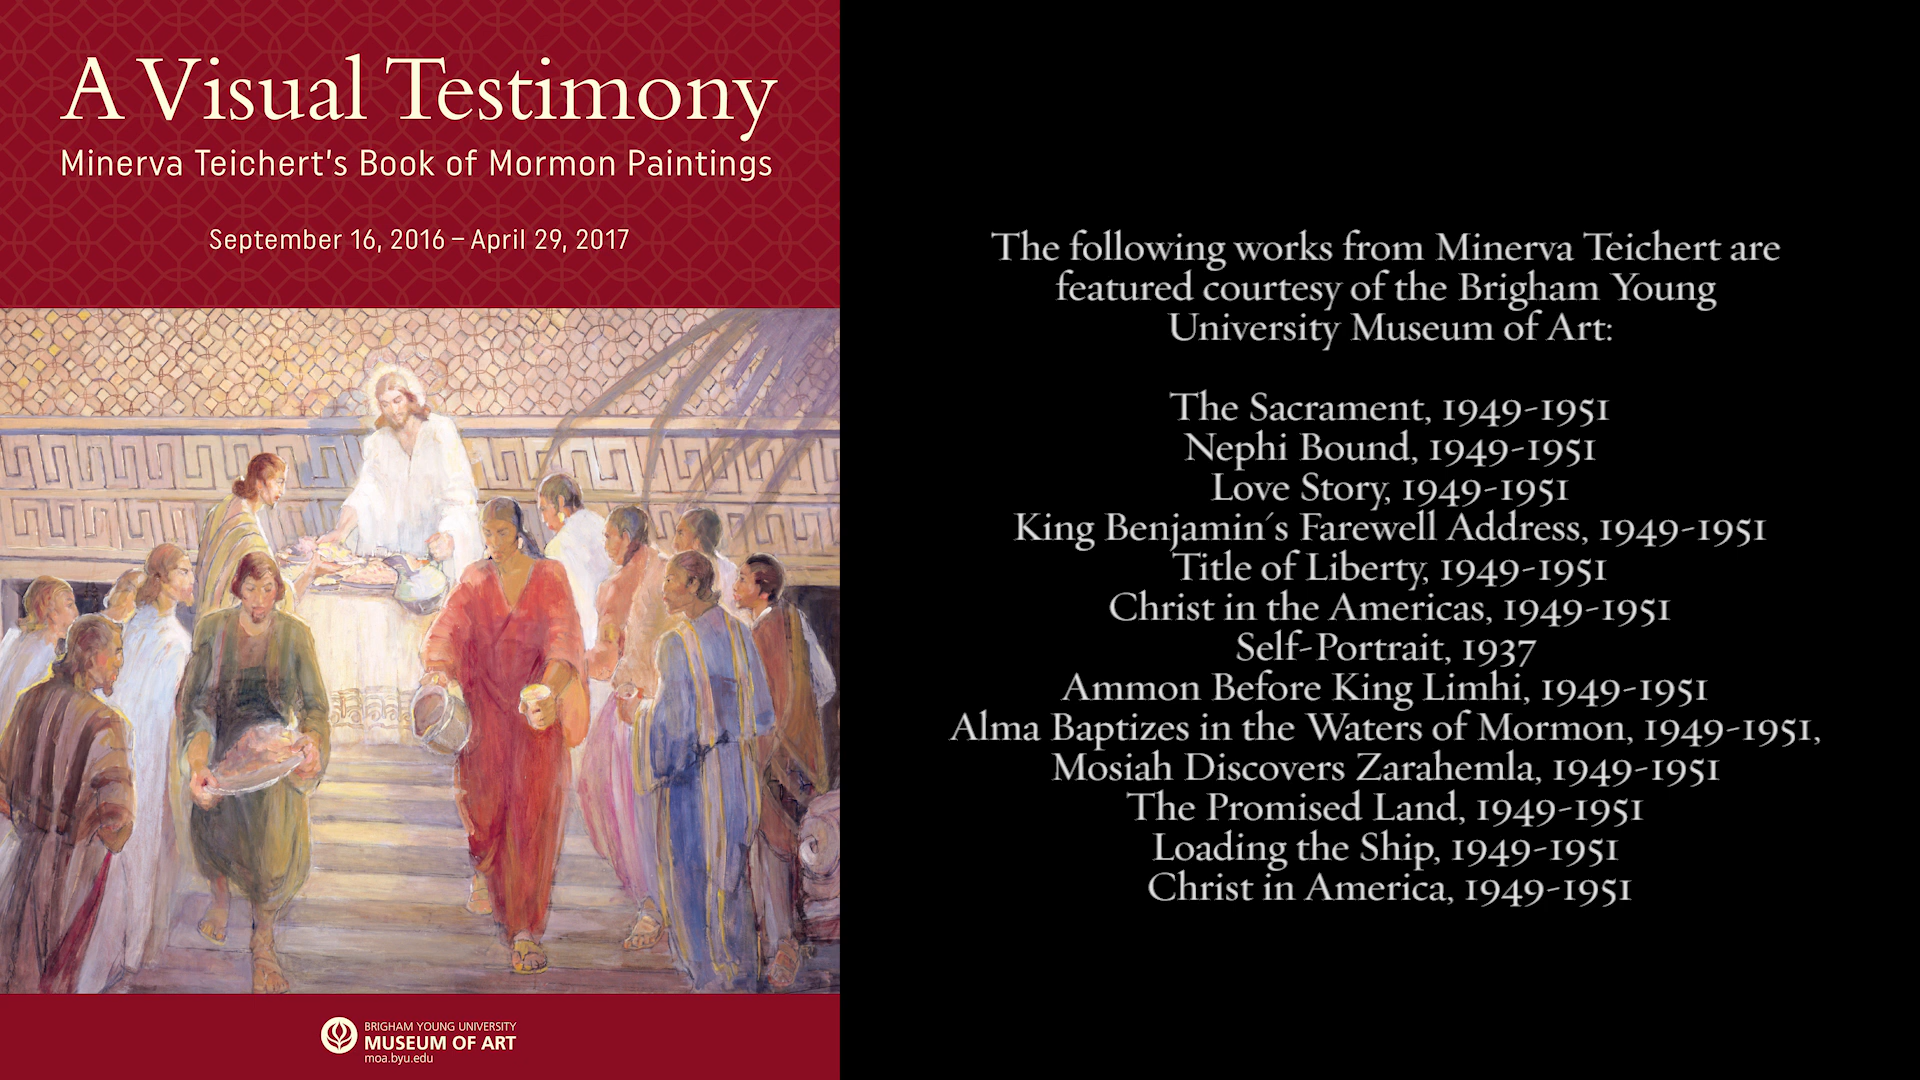 A Visual Testimony
Minerva Teichert's Book of Mormon Paintings
September 16, 2016 – April 29, 2017
BRIGHAM YOUNG UNIVERSITY
MUSEUM OF ART
moa.byu.edu
The following works from Minerva Teichert are
featured courtesy of the Brigham Young
University Museum of Art:
The Sacrament, 1949-1951
Nephi Bound, 1949-1951
Love Story, 1949-1951
King Benjamin´s Farewell Address, 1949-1951
Title of Liberty, 1949-1951
Christ in the Americas, 1949-1951
Self-Portrait, 1937
Ammon Before King Limhi, 1949-1951
Alma Baptizes in the Waters of Mormon, 1949-1951,
Mosiah Discovers Zarahemla, 1949-1951
The Promised Land, 1949-1951
Loading the Ship, 1949-1951
Christ in America, 1949-1951